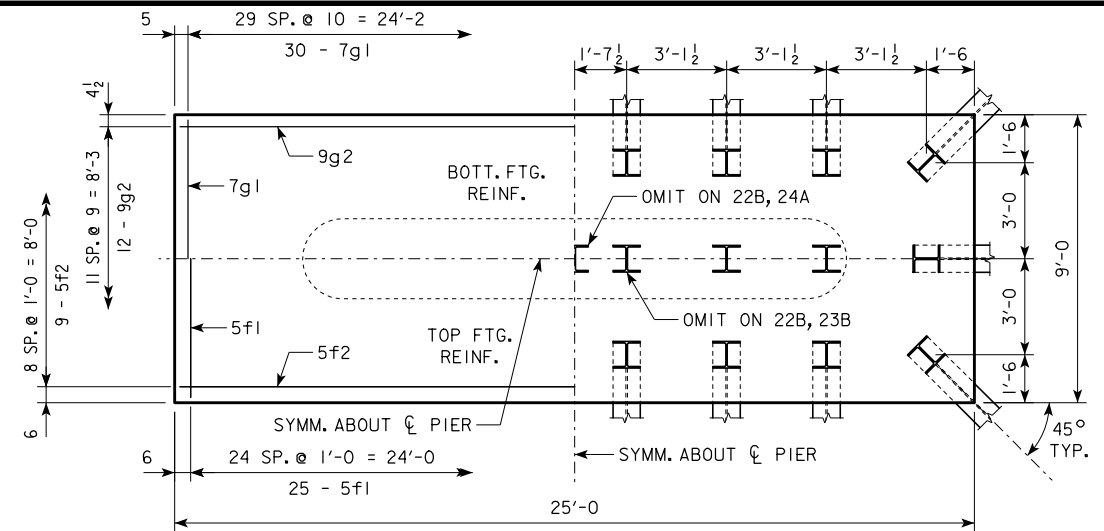 5
29 SP. @ 10 = 24'-2
30 - 7g1
1'-7½
3'-1½
3'-1½
3'-1½
1'-6
4½
11 SP. @ 9 = 8'-3
12 - 9g2
9g2
7g1
BOTT. FTG.
REINF.
OMIT ON 22B, 24A
1'-6
3'-0
9'-0
3'-0
1'-6
8 SP. @ 1'-0 = 8'-0
9 - 5f2
6
5f1
5f2
TOP FTG.
REINF.
OMIT ON 22B, 23B
SYMM. ABOUT ℄ PIER
SYMM. ABOUT ℄ PIER
45°
TYP.
6
24 SP. @ 1'-0 = 24'-0
25 - 5f1
25'-0